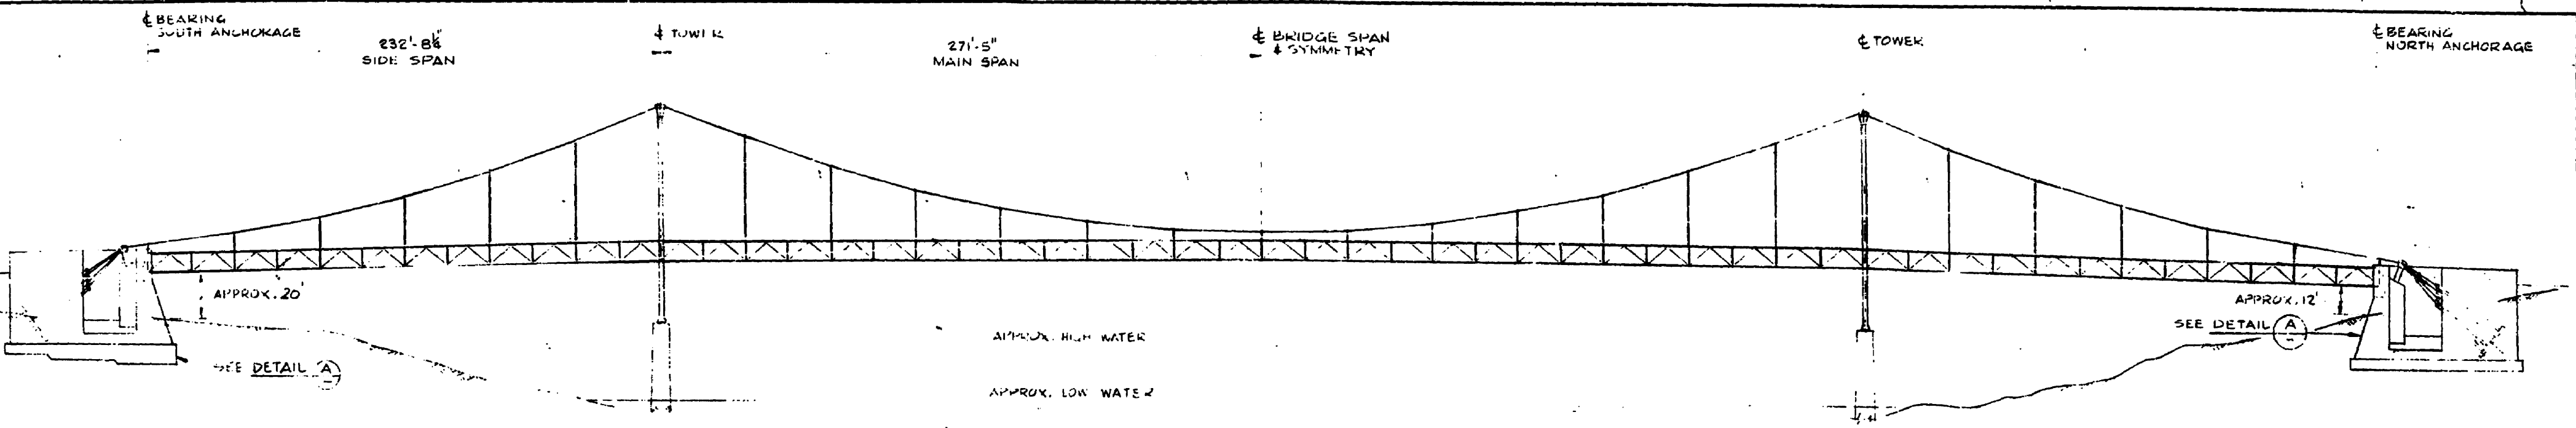 ℄ BEARING
SOUTH ANCHORAGE
232'-8¼"
SIDE SPAN
℄ TOWER
271'-5"
MAIN SPAN
℄ BRIDGE SPAN
& SYMMETRY
℄ TOWER
℄ BEARING
NORTH ANCHORAGE
APPROX. 20'
SEE DETAIL A
APPROX. HIGH WATER
APPROX. LOW WATER
APPROX. 12'
SEE DETAIL A